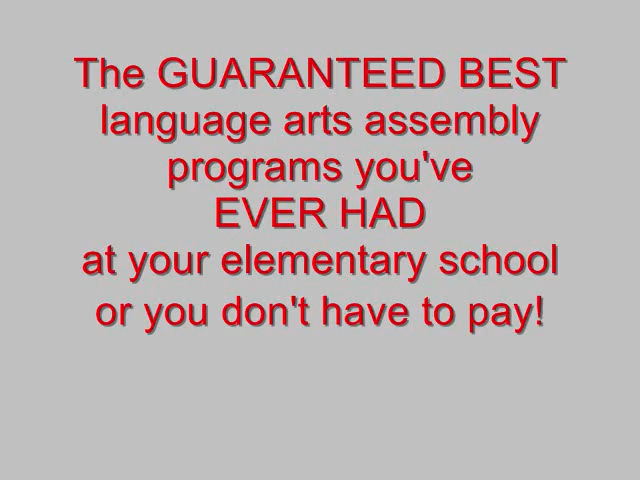 The GUARANTEED BEST
language arts assembly
programs you've
EVER HAD
at your elementary school
or you don't have to pay!